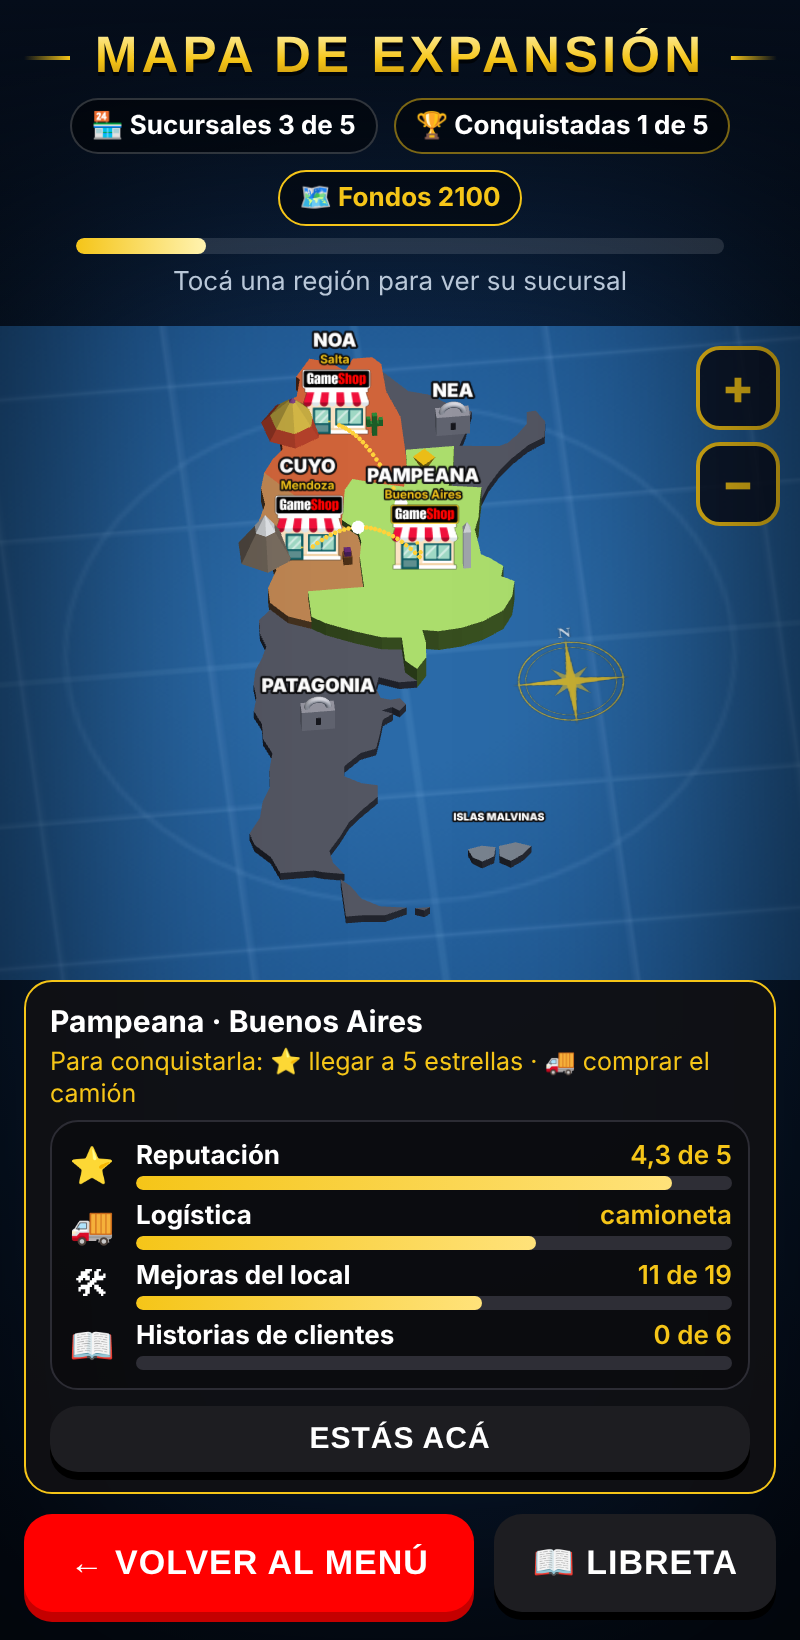 MAPA DE EXPANSIÓN
Sucursales 3 de 5
Conquistadas 1 de 5
Fondos 2100
Tocá una región para ver su sucursal
NOA
Salta
GameShop
NEA
+
CUYO
Mendoza
GameShop
PAMPEANA
Buenos Aires
GameShop
−
N
PATAGONIA
ISLAS MALVINAS
Pampeana · Buenos Aires
Para conquistarla: ⭐ llegar a 5 estrellas · 🚚 comprar el
camión
Reputación 4,3 de 5
Logística camioneta
Mejoras del local 11 de 19
Historias de clientes 0 de 6
ESTÁS ACÁ
← VOLVER AL MENÚ
📖 LIBRETA